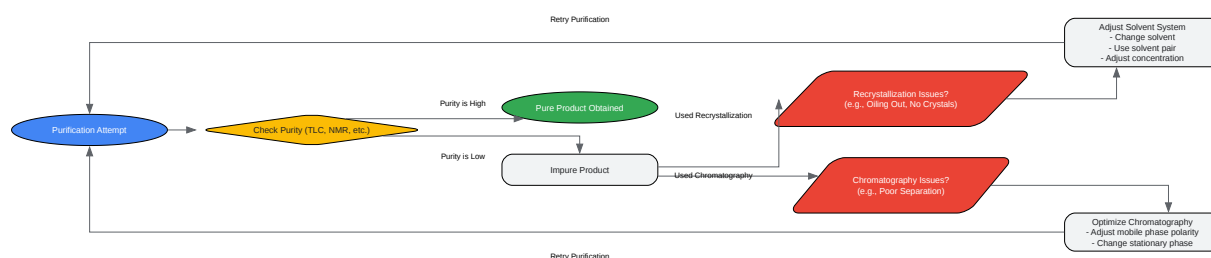 Retry Purification
Adjust Solvent System
- Change solvent
- Use solvent pair
- Adjust concentration
Recrystallization Issues?
(e.g., Oiling Out, No Crystals)
Purity is High
Pure Product Obtained
Used Recrystallization
Purification Attempt
Check Purity (TLC, NMR, etc.)
Purity is Low
Impure Product
Used Chromatography
Chromatography Issues?
(e.g., Poor Separation)
Optimize Chromatography
- Adjust mobile phase polarity
- Change stationary phase
Retry Purification